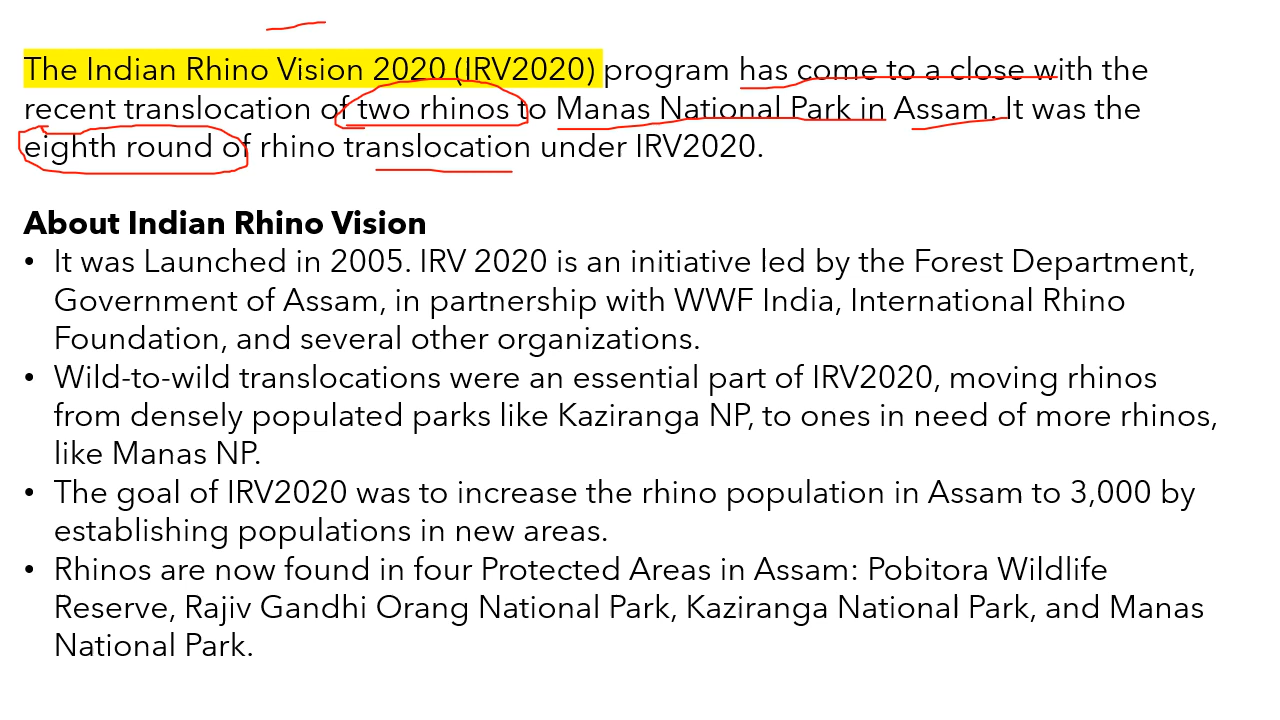 The Indian Rhino Vision 2020 (IRV2020) program has come to a close with the
recent translocation of two rhinos to Manas National Park in Assam. It was the
eighth round of rhino translocation under IRV2020.
About Indian Rhino Vision
• It was Launched in 2005. IRV 2020 is an initiative led by the Forest Department,
Government of Assam, in partnership with WWF India, International Rhino
Foundation, and several other organizations.
• Wild-to-wild translocations were an essential part of IRV2020, moving rhinos
from densely populated parks like Kaziranga NP, to ones in need of more rhinos,
like Manas NP.
• The goal of IRV2020 was to increase the rhino population in Assam to 3,000 by
establishing populations in new areas.
• Rhinos are now found in four Protected Areas in Assam: Pobitora Wildlife
Reserve, Rajiv Gandhi Orang National Park, Kaziranga National Park, and Manas
National Park.